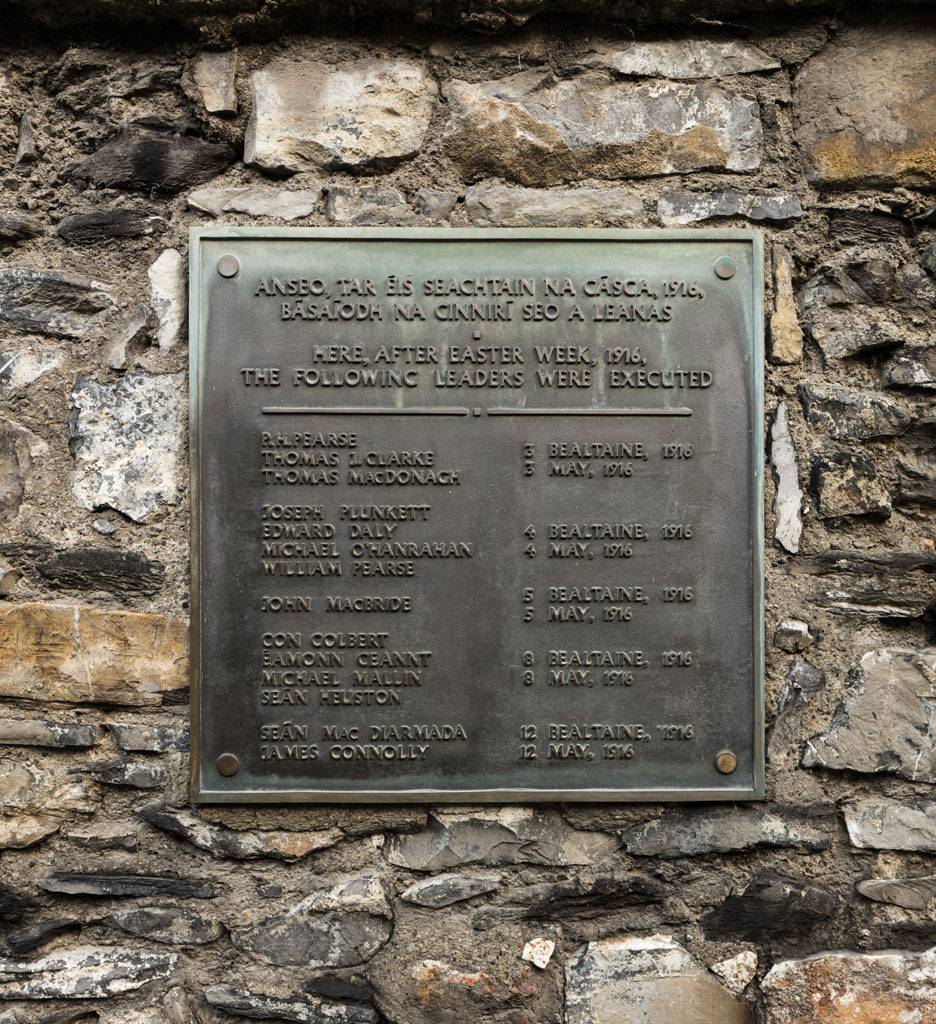 ANSEO, TAR ÉIS SEACHTAIN NA CÁSCA, 1916,
BÁSAÍODH NA CINNIRÍ SEO A LEANAS
HERE, AFTER EASTER WEEK, 1916,
THE FOLLOWING LEADERS WERE EXECUTED
P.H. PEARSE
THOMAS J. CLARKE
THOMAS MACDONAGH
3 BEALTAINE, 1916
3 MAY, 1916
JOSEPH PLUNKETT
EDWARD DALY
MICHAEL O'HANRAHAN
WILLIAM PEARSE
4 BEALTAINE, 1916
4 MAY, 1916
JOHN MACBRIDE
5 BEALTAINE, 1916
5 MAY, 1916
CON COLBERT
ÉAMONN CEANNT
MICHAEL MALLIN
SEÁN HEUSTON
8 BEALTAINE, 1916
8 MAY, 1916
SEÁN MAC DIARMADA
JAMES CONNOLLY
12 BEALTAINE, 1916
12 MAY, 1916